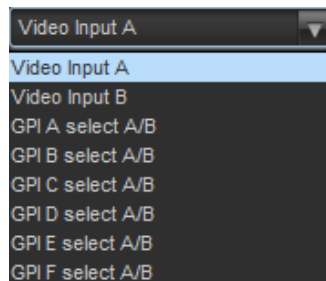 Video Input A
Video Input A
Video Input B
GPI A select A/B
GPI B select A/B
GPI C select A/B
GPI D select A/B
GPI E select A/B
GPI F select A/B